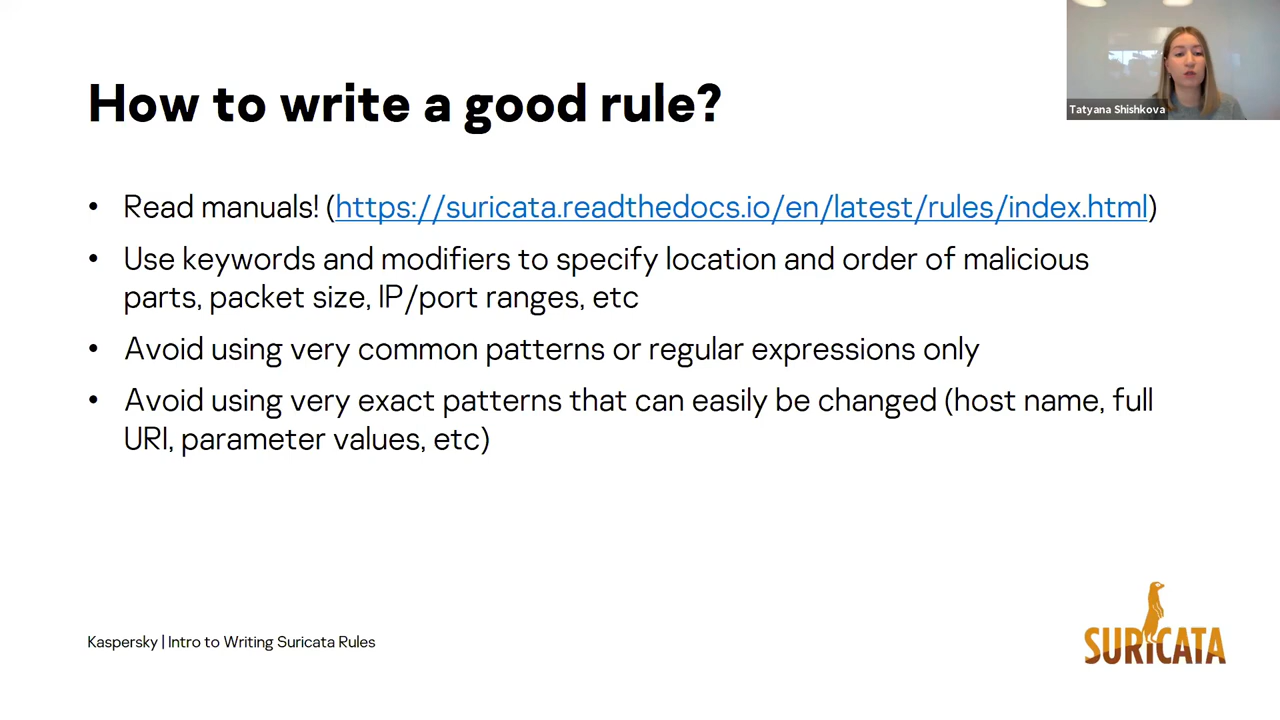 How to write a good rule?
Tatyana Shishkova
• Read manuals! (https://suricata.readthedocs.io/en/latest/rules/index.html)
• Use keywords and modifiers to specify location and order of malicious
parts, packet size, IP/port ranges, etc
• Avoid using very common patterns or regular expressions only
• Avoid using very exact patterns that can easily be changed (host name, full
URI, parameter values, etc)
Kaspersky | Intro to Writing Suricata Rules
SURICATA